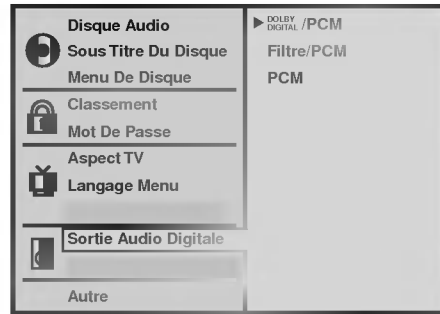 Disque Audio
Sous Titre Du Disque
Menu De Disque
Classement
Mot De Passe
Aspect TV
Langage Menu
Sortie Audio Digitale
Autre
DOLBY DIGITAL /PCM
Filtre/PCM
PCM